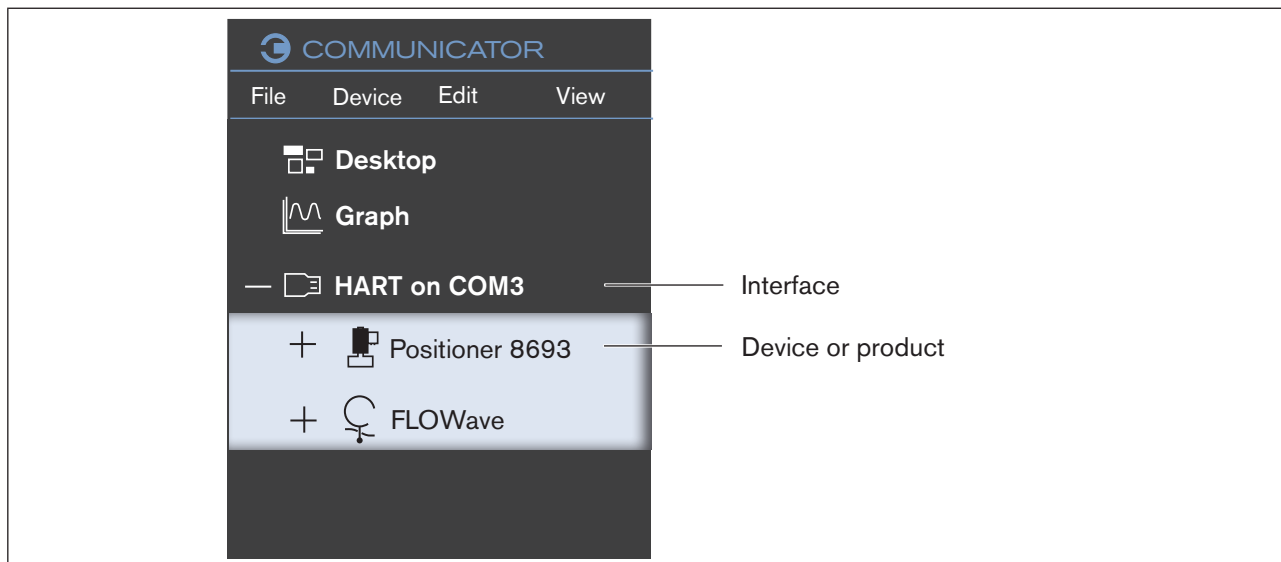 COMMUNICATOR
File Device Edit View
Desktop
Graph
HART on COM3
Interface
Positioner 8693
Device or product
FLOWave